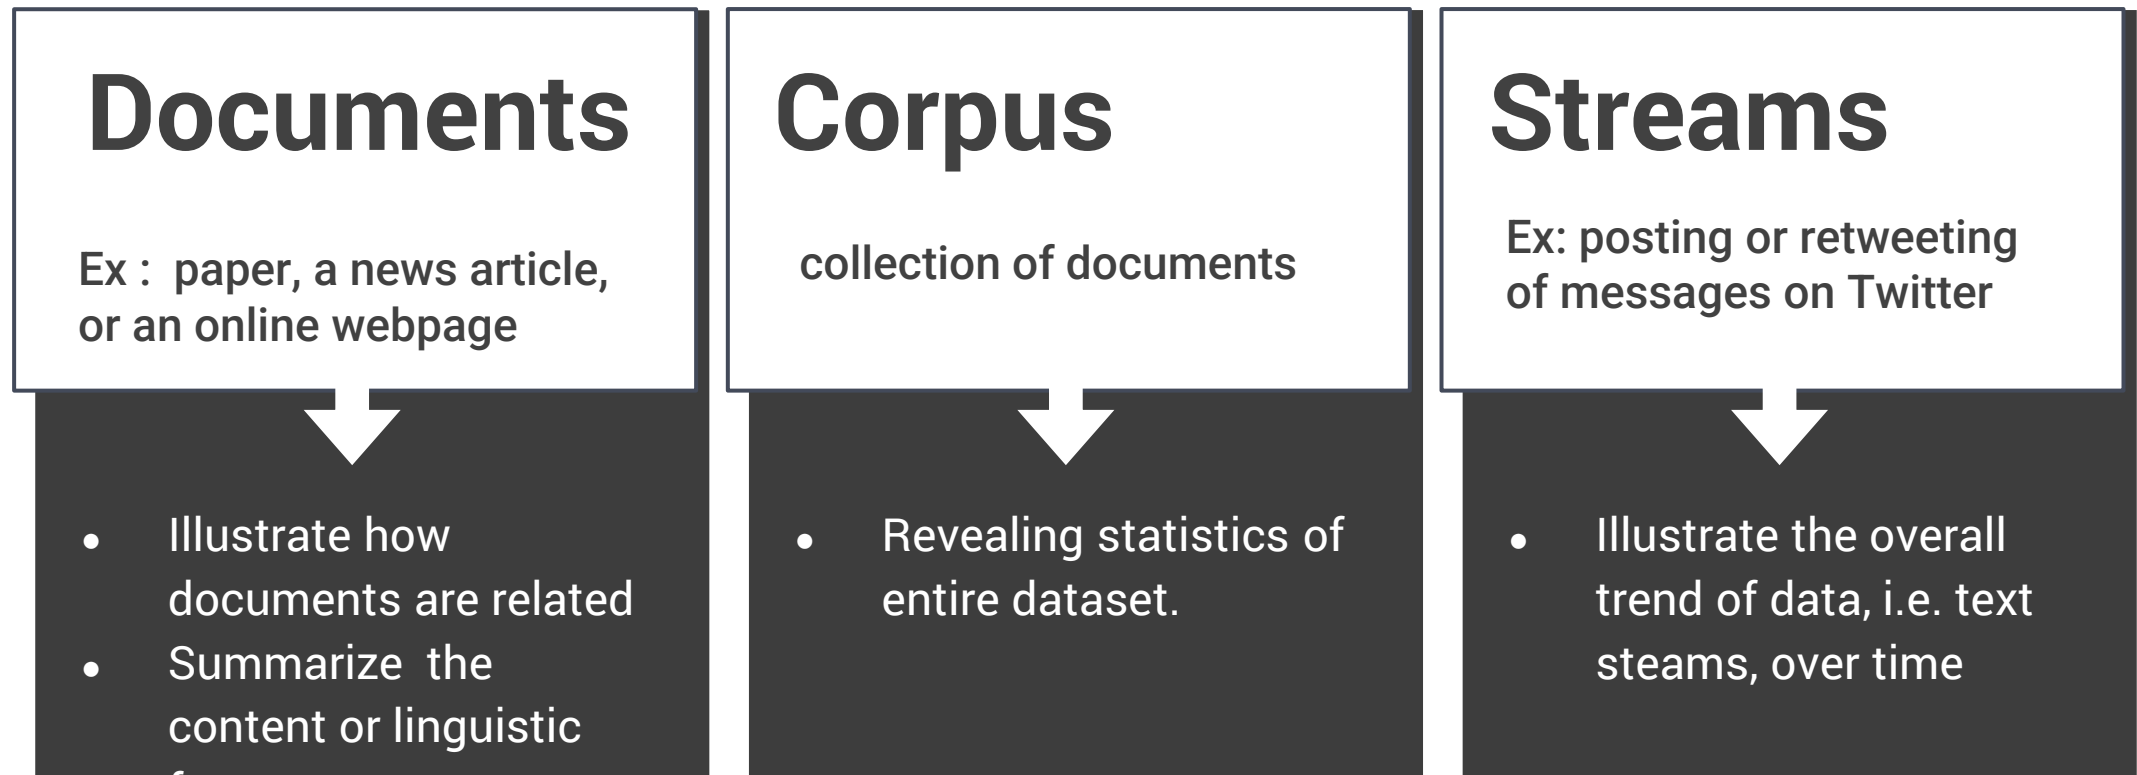 Documents
Ex :  paper, a news article,
or an online webpage
• Illustrate how
documents are related
• Summarize  the
content or linguistic
Corpus
collection of documents
• Revealing statistics of
entire dataset.
Streams
Ex: posting or retweeting
of messages on Twitter
• Illustrate the overall
trend of data, i.e. text
steams, over time